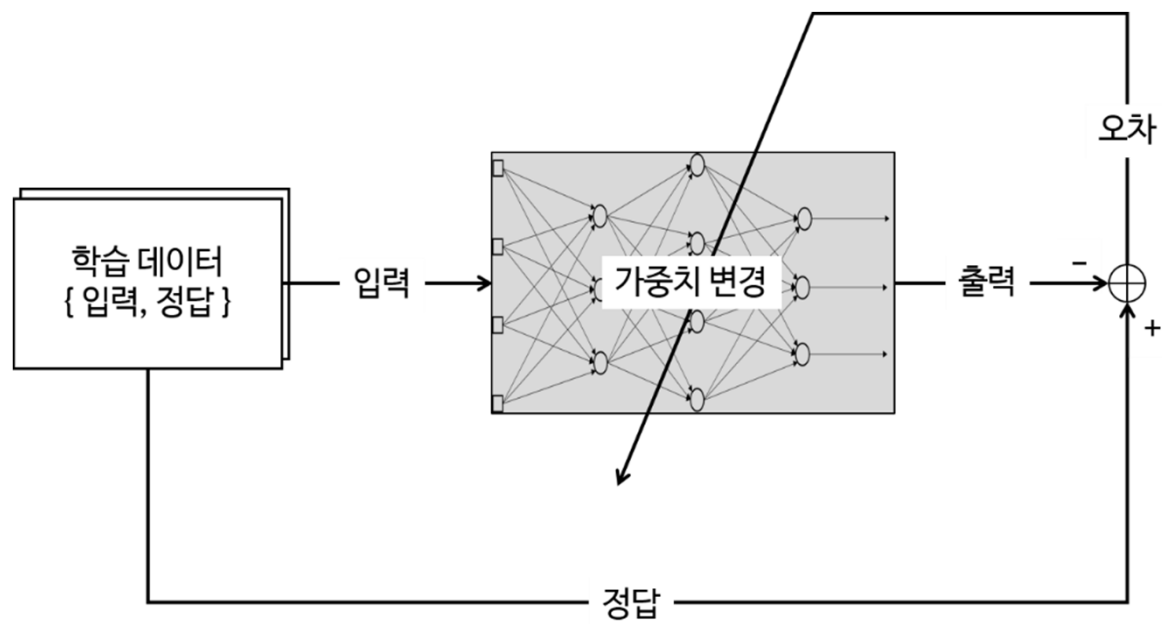 오차
학습 데이터
{ 입력, 정답 }
입력
가중치 변경
출력
−
+
정답